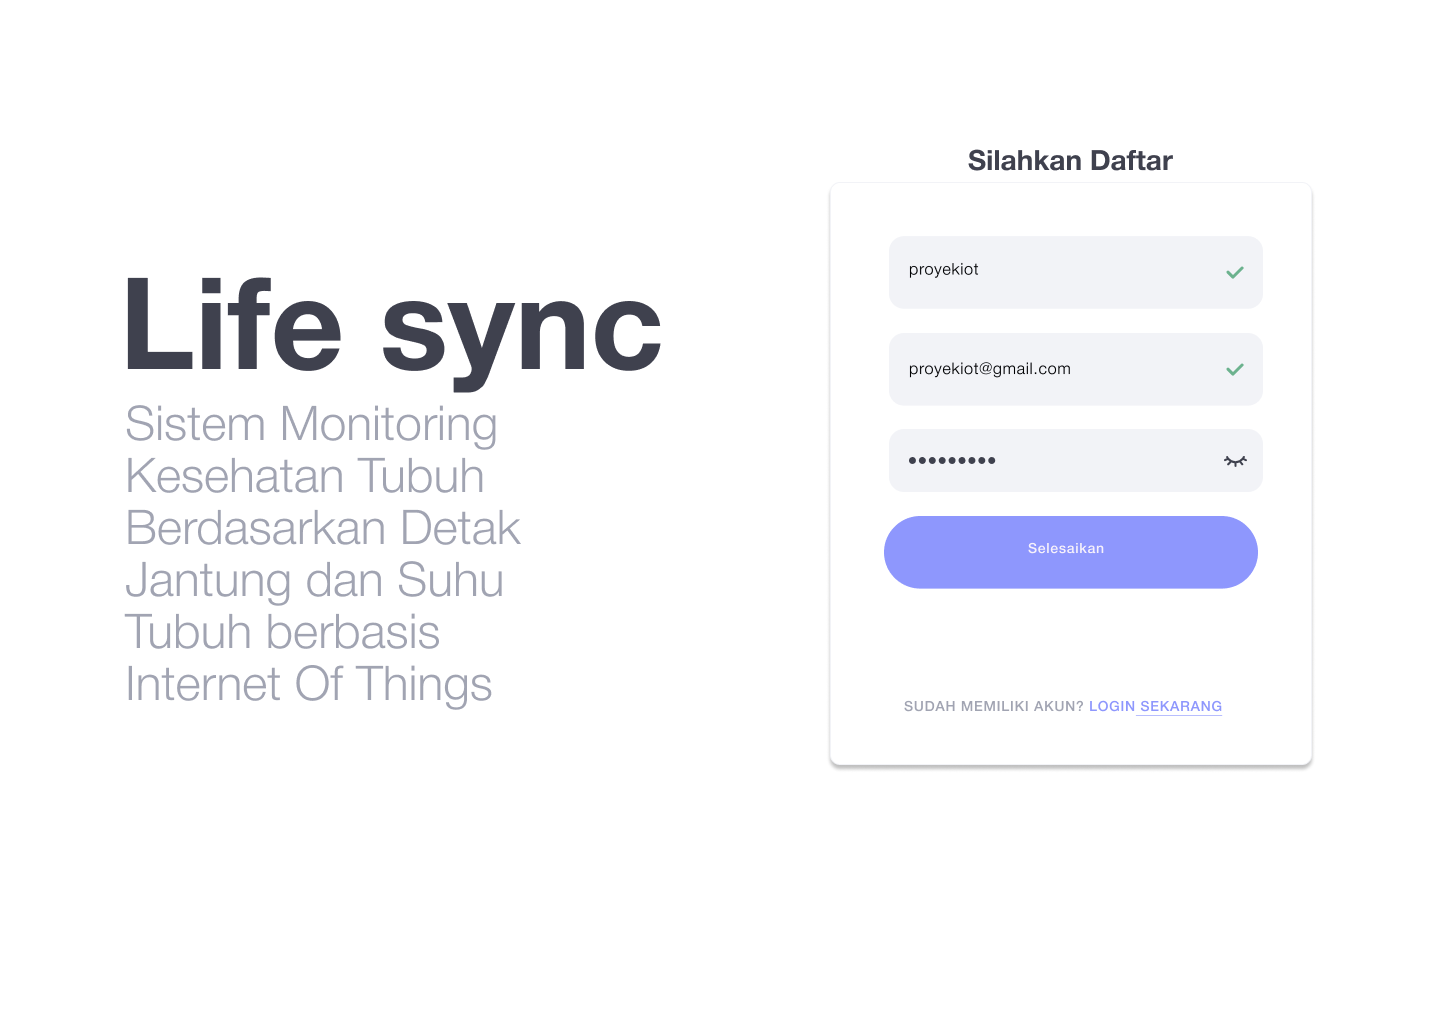 Life sync
Sistem Monitoring
Kesehatan Tubuh
Berdasarkan Detak
Jantung dan Suhu
Tubuh berbasis
Internet Of Things
Silahkan Daftar
proyekiot
proyekiot@gmail.com
•••••••••
Selesaikan
SUDAH MEMILIKI AKUN? LOGIN SEKARANG